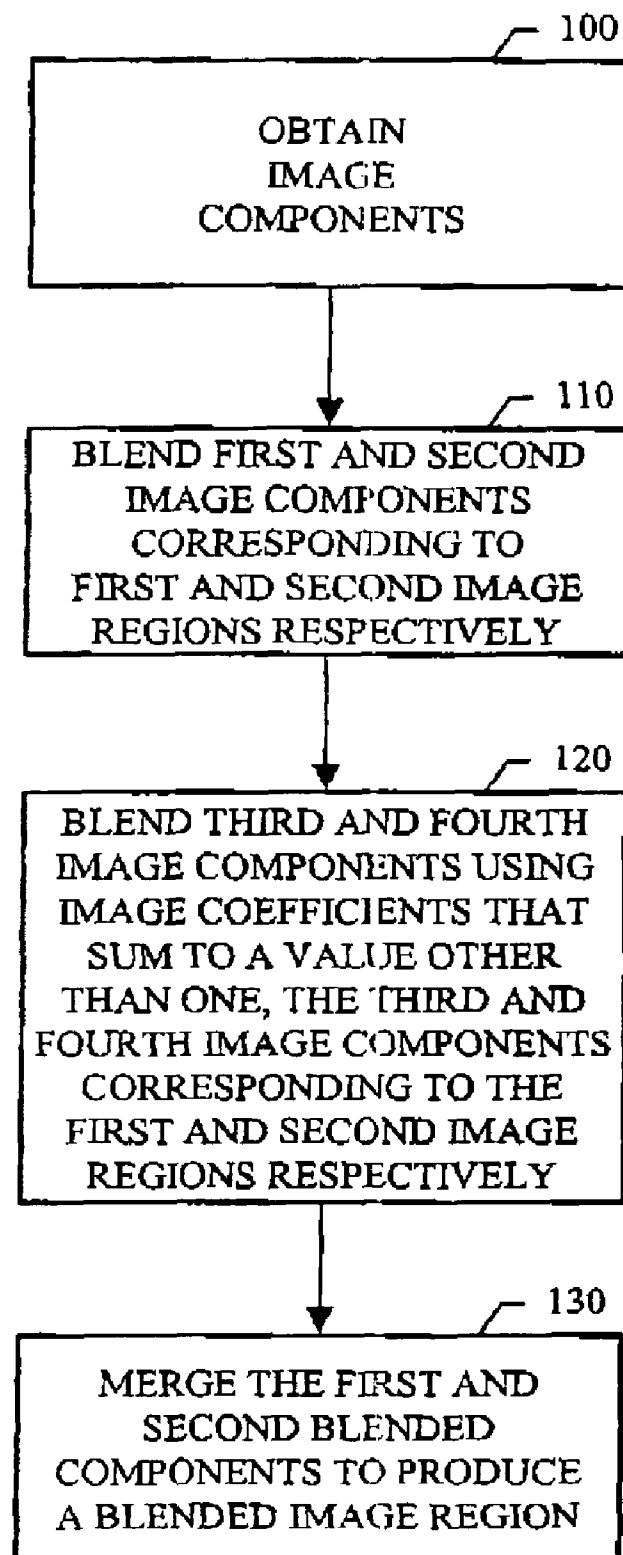 100
OBTAIN
IMAGE
COMPONENTS
110
BLEND FIRST AND SECOND
IMAGE COMPONENTS
CORRESPONDING TO
FIRST AND SECOND IMAGE
REGIONS RESPECTIVELY
120
BLEND THIRD AND FOURTH
IMAGE COMPONENTS USING
IMAGE COEFFICIENTS THAT
SUM TO A VALUE OTHER
THAN ONE, THE THIRD AND
FOURTH IMAGE COMPONENTS
CORRESPONDING TO THE
FIRST AND SECOND IMAGE
REGIONS RESPECTIVELY
130
MERGE THE FIRST AND
SECOND BLENDED
COMPONENTS TO PRODUCE
A BLENDED IMAGE REGION